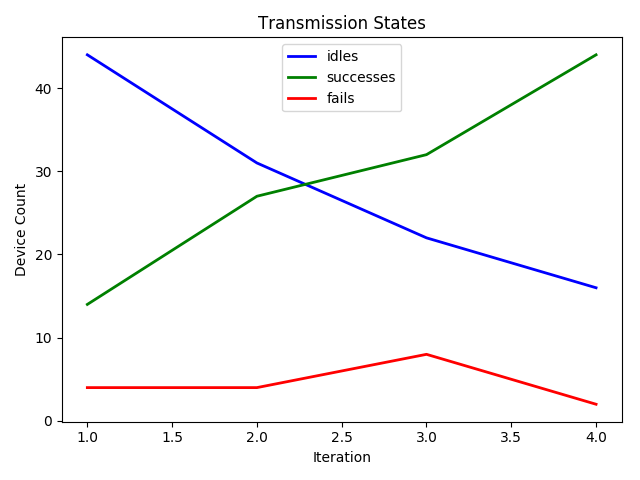 Transmission States
idles
successes
fails
Device Count
40
30
20
10
0
1.0 1.5 2.0 2.5 3.0 3.5 4.0
Iteration